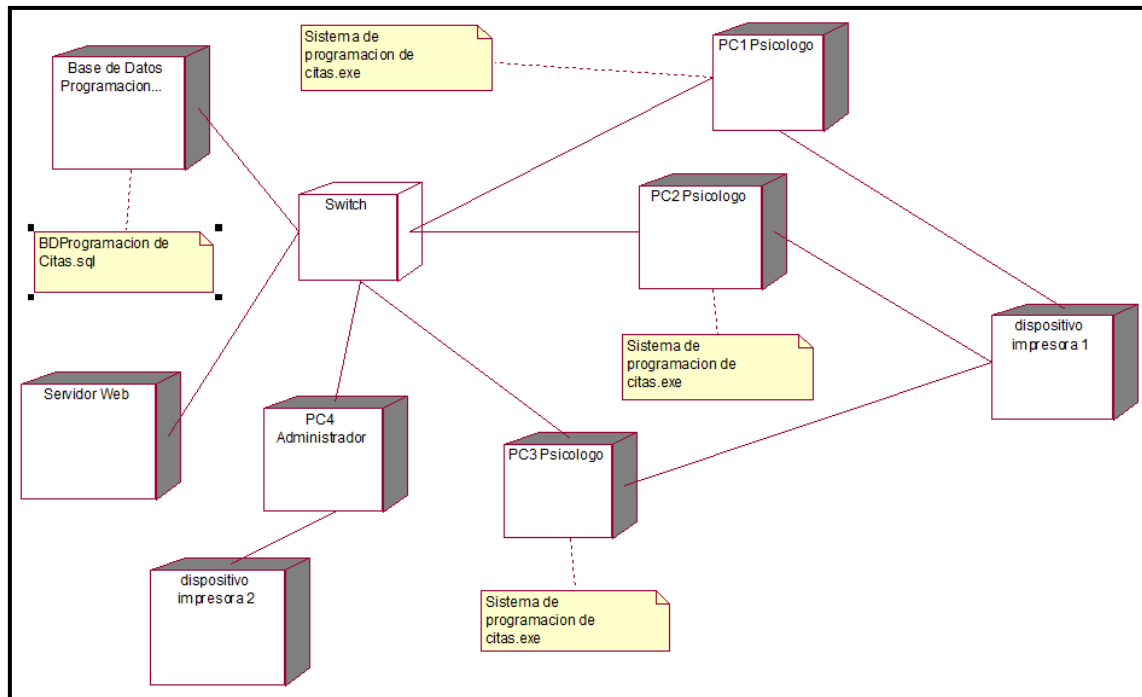 Base de Datos
Programacion...
BDProgramacion de
Citas.sql
Sistema de
programacion de
citas.exe
PC1 Psicologo
Switch
PC2 Psicologo
Sistema de
programacion de
citas.exe
dispositivo
impresora 1
Servidor Web
PC4
Administrador
PC3 Psicologo
dispositivo
impresora 2
Sistema de
programacion de
citas.exe